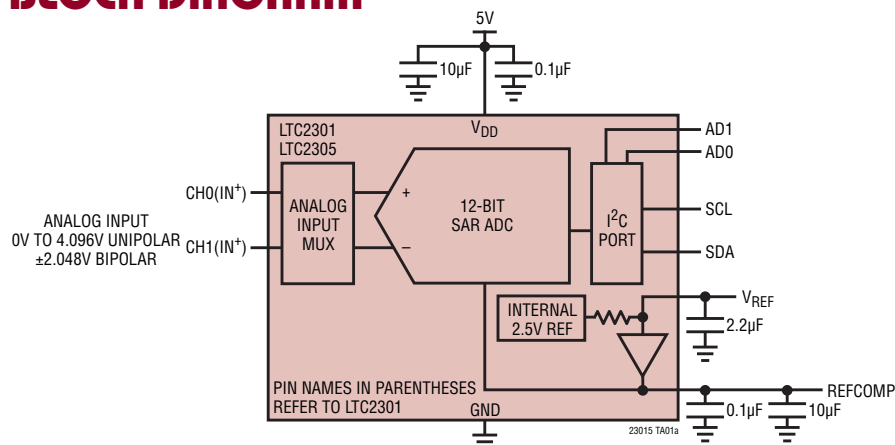 BLOCK DIAGRAM
5V
10µF
0.1µF
VDD
LTC2301
LTC2305
AD1
AD0
CH0(IN+)
ANALOG
INPUT
MUX
+
–
12-BIT
SAR ADC
I2C
PORT
SCL
SDA
ANALOG INPUT
0V TO 4.096V UNIPOLAR
±2.048V BIPOLAR
CH1(IN+)
INTERNAL
2.5V REF
VREF
2.2µF
PIN NAMES IN PARENTHESES
REFER TO LTC2301
GND
REFCOMP
0.1µF
10µF
23015 TA01a